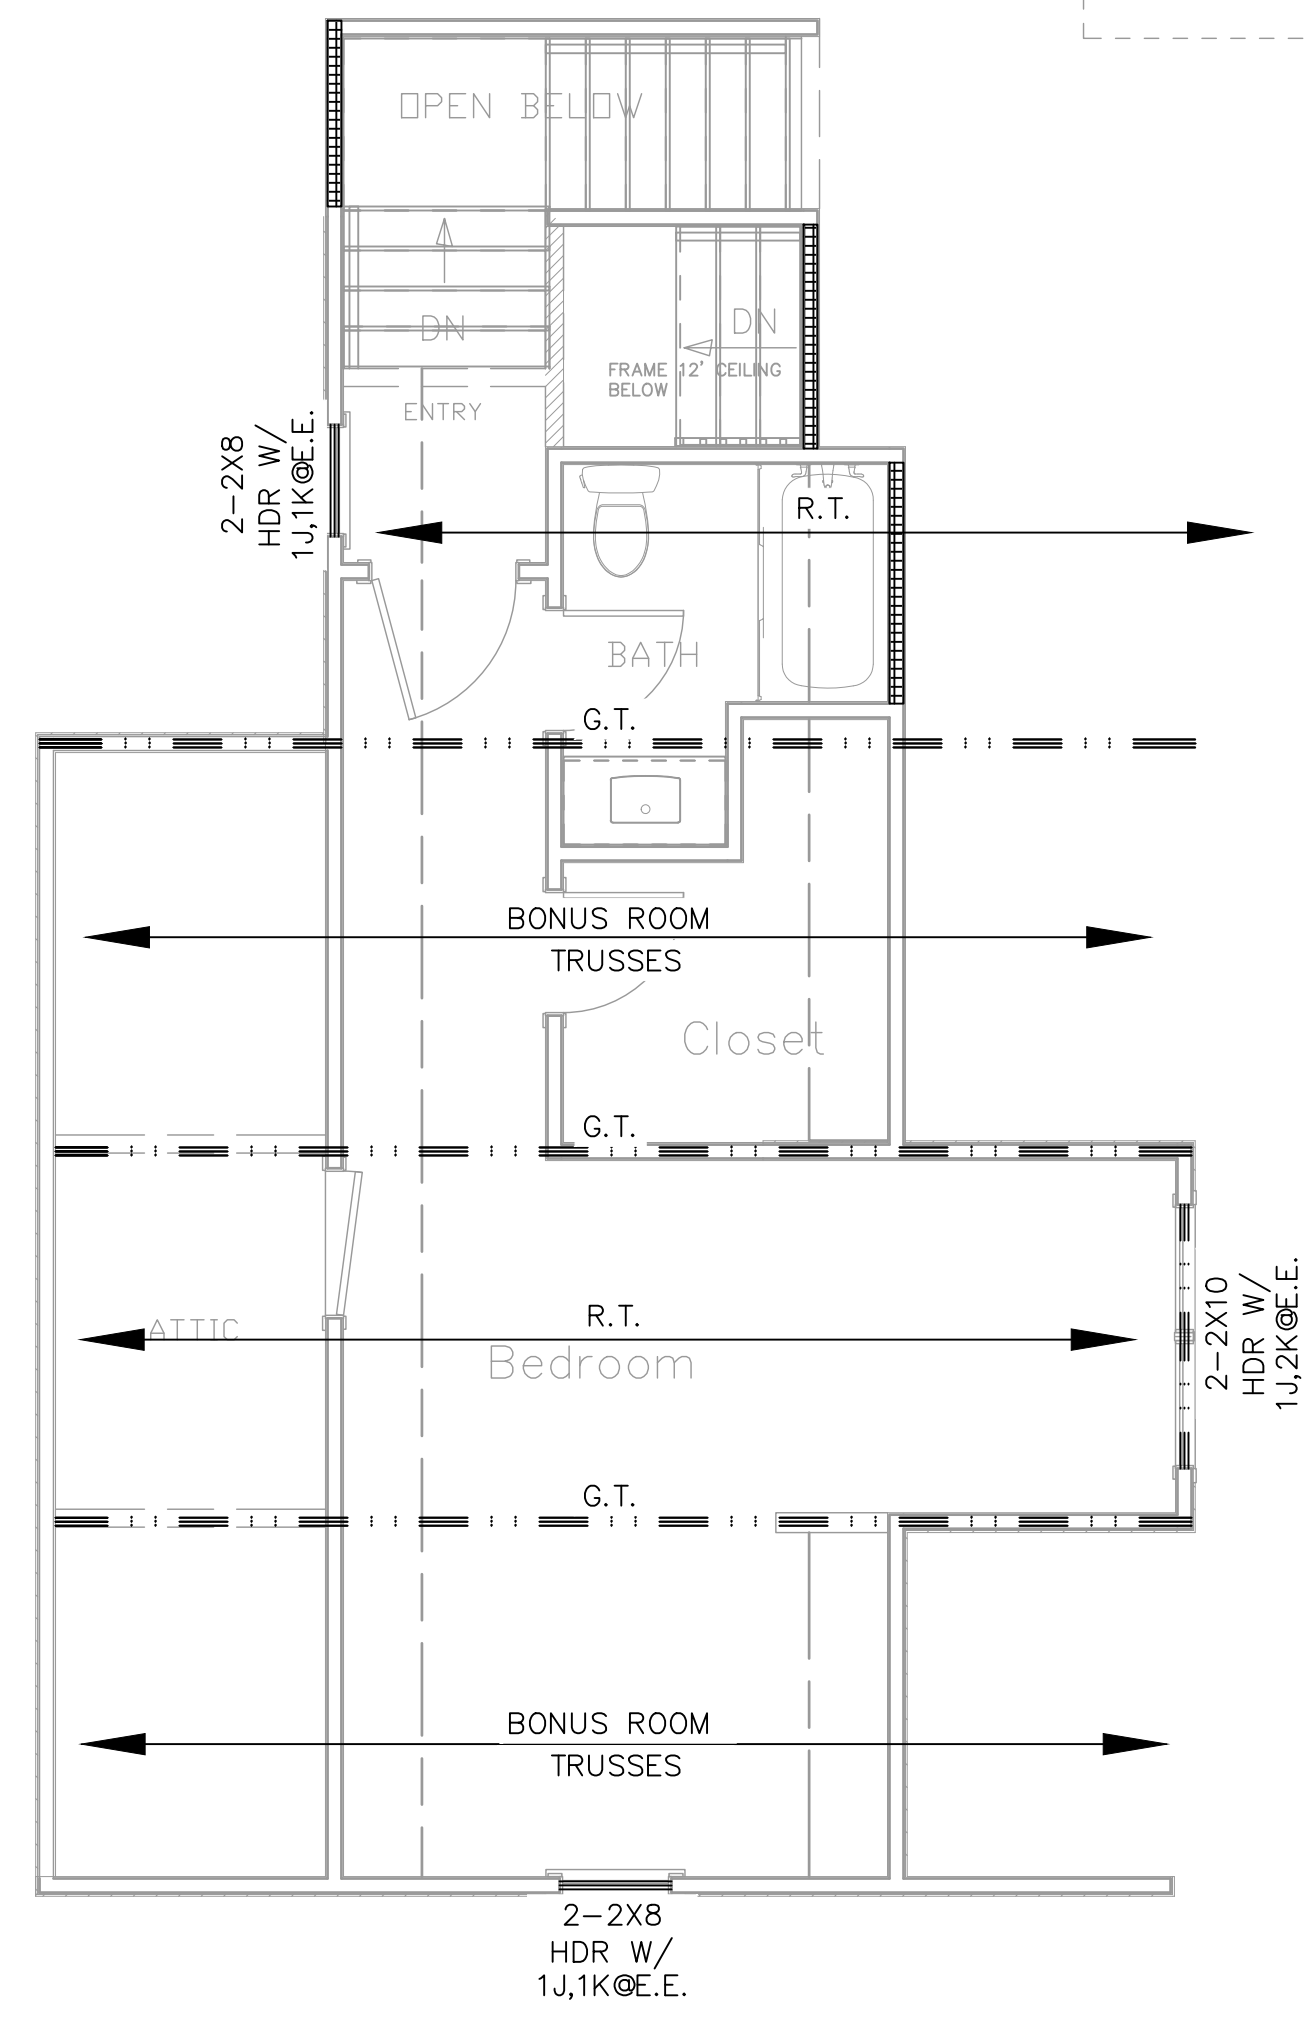 OPEN BELOW
DN
DN
FRAME 12' CEILING
BELOW
ENTRY
2-2X8
HDR W/
1J,1K@E.E.
R.T.
BATH
G.T.
BONUS ROOM
TRUSSES
Closet
G.T.
R.T.
ATTIC
Bedroom
2-2X10
HDR W/
1J,2K@E.E.
G.T.
BONUS ROOM
TRUSSES
2-2X8
HDR W/
1J,1K@E.E.